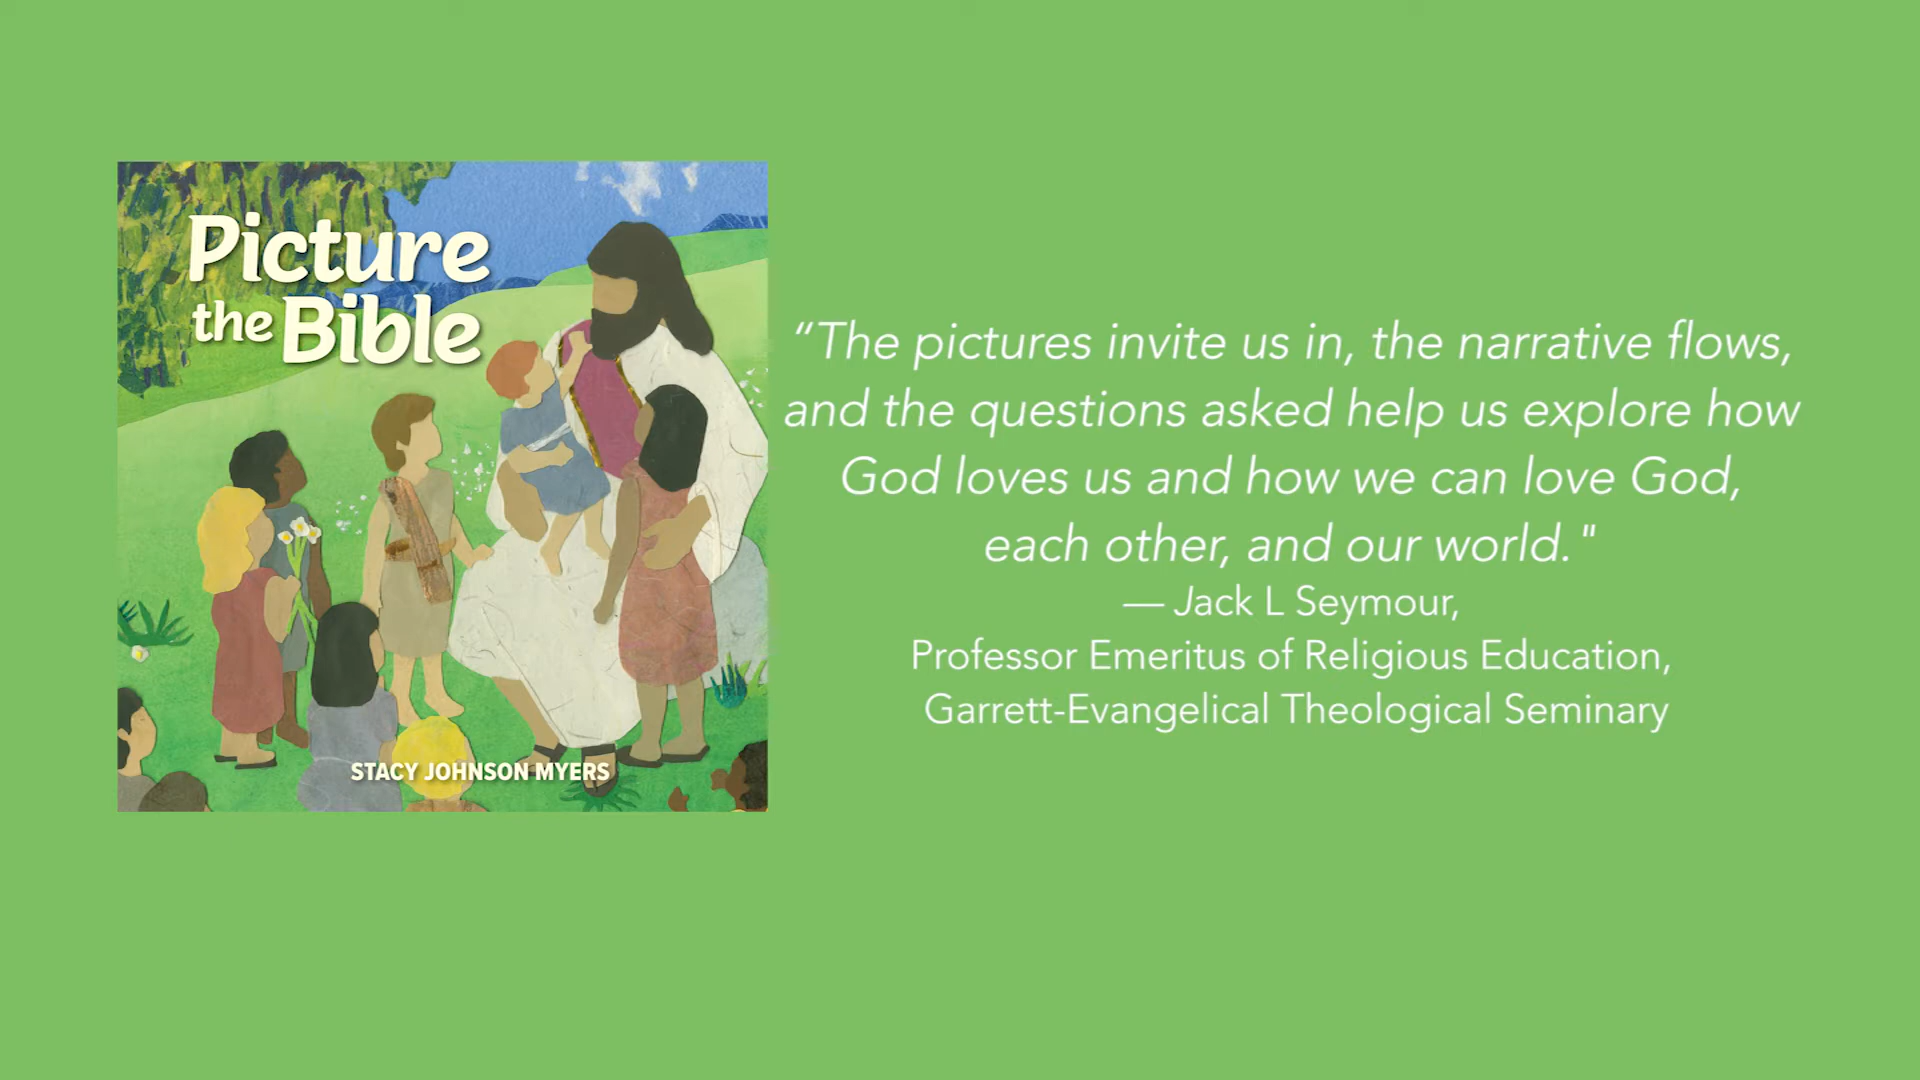 Picture
the Bible
STACY JOHNSON MYERS
“The pictures invite us in, the narrative flows,
and the questions asked help us explore how
God loves us and how we can love God,
each other, and our world."
— Jack L Seymour,
Professor Emeritus of Religious Education,
Garrett-Evangelical Theological Seminary